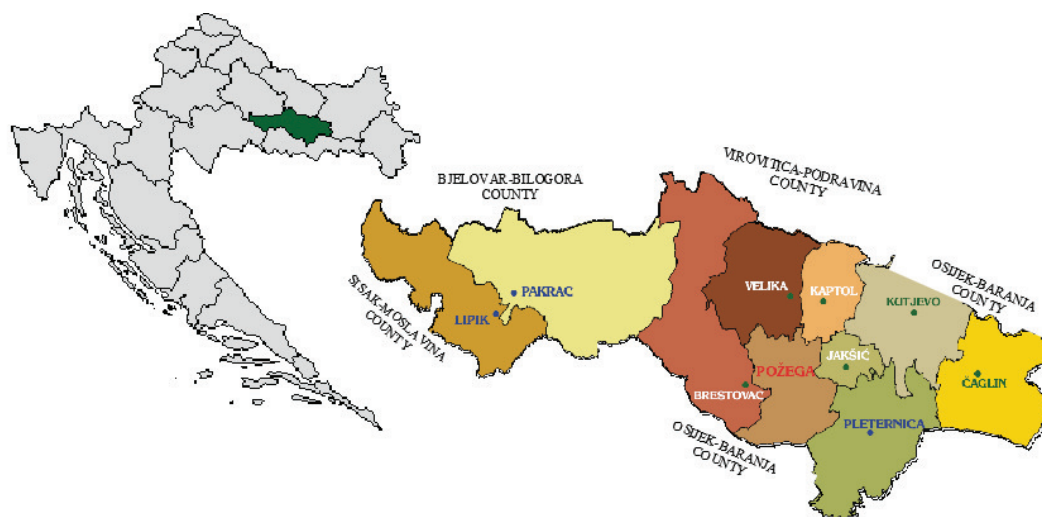 BJELOVAR-BILOGORA
COUNTY
VIROVITICA-PODRAVINA
COUNTY
SISAK-MOSLAVINA
COUNTY
OSIJEK-BARANJA
COUNTY
PAKRAC
LIPIK
VELIKA
KAPTOL
KUTJEVO
JAKŠIĆ
POŽEGA
BRESTOVAC
ČAGLIN
PLETERNICA
OSIJEK-BARANJA
COUNTY